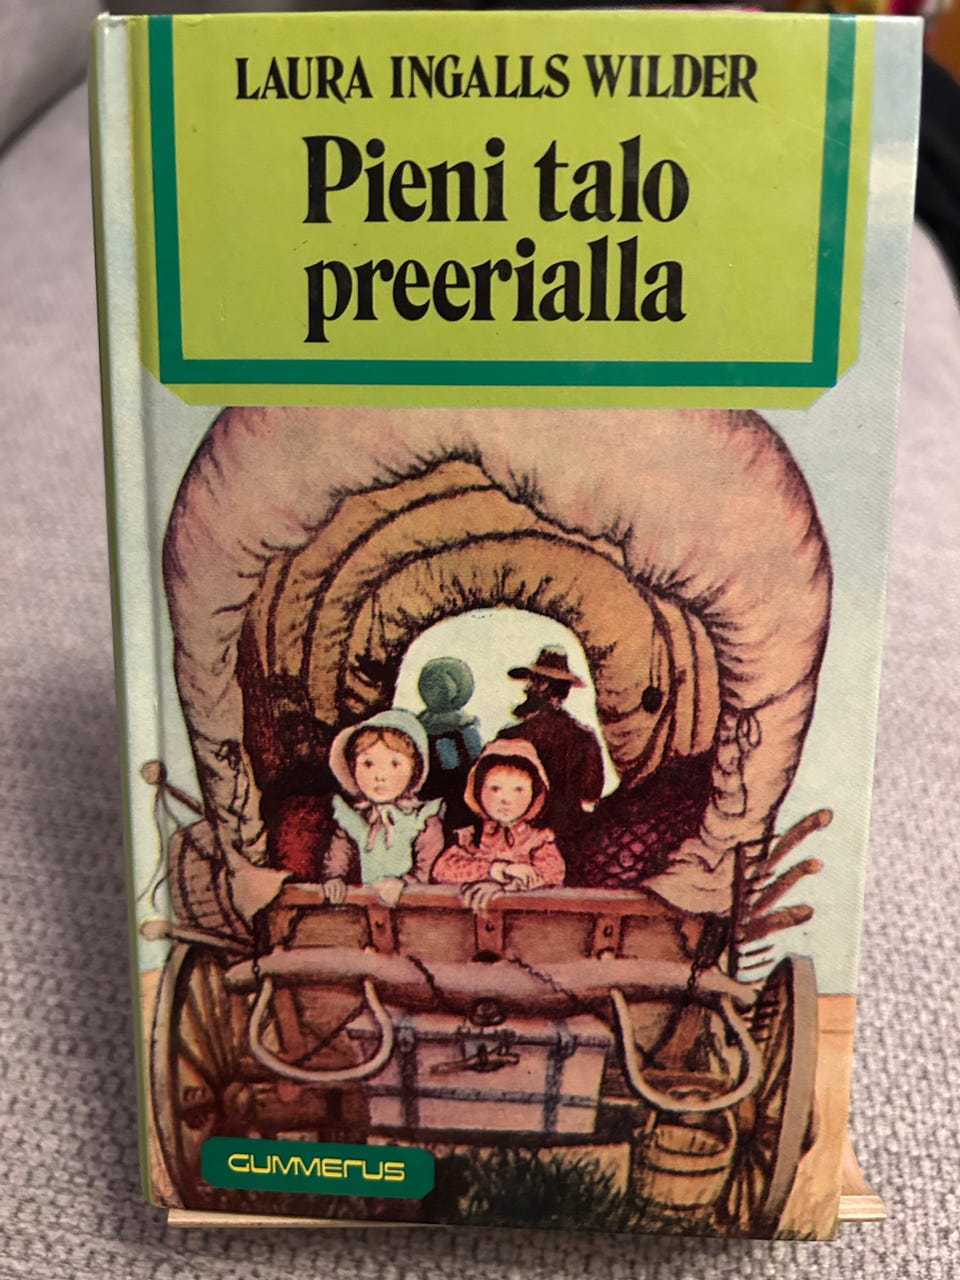 LAURA INGALLS WILDER
Pieni talo
preerialla
GUMMERUS